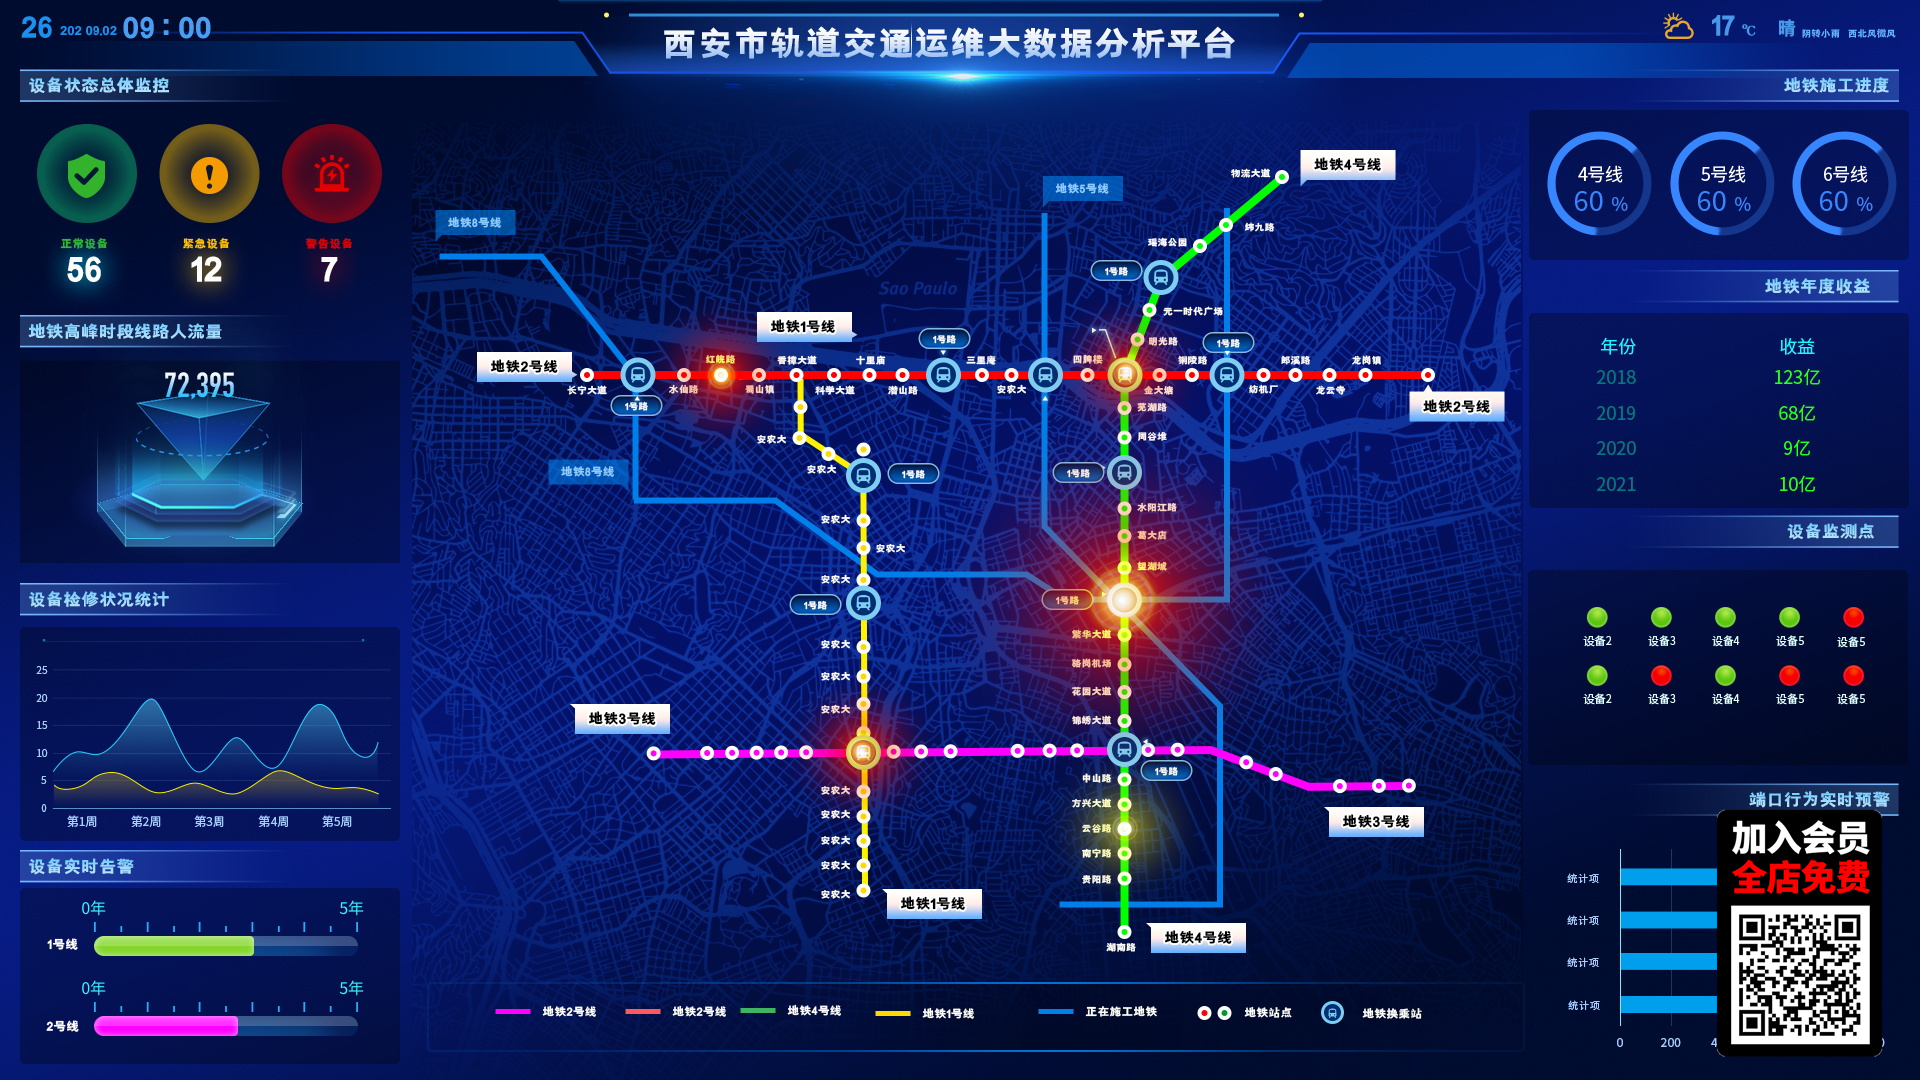 26 202 09.02 09:00
西安市轨道交通运维大数据分析平台
17 ℃ 晴 阴转小雨 西北风微风
设备状态总体监控
正常设备 紧急设备 警告设备
56 12 7
地铁高峰时段线路人流量
72,395
设备检修状况统计
25
20
15
10
5
0
第1周 第2周 第3周 第4周 第5周
设备实时告警
0年 5年
1号线
0年 5年
2号线
地铁施工进度
4号线 5号线 6号线
60 % 60 % 60 %
地铁年度收益
年份 收益
2018 123亿
2019 68亿
2020 9亿
2021 10亿
设备监测点
设备2 设备3 设备4 设备5 设备5
设备2 设备3 设备4 设备5 设备5
端口行为实时预警
统计项
统计项
统计项
统计项
0 200
加入会员
全店免费
地铁4号线
物流大道
地铁5号线
地铁8号线
纬九路
瑶海公园
1号路
Sao Paulo
元一时代广场
地铁1号线
1号路
明光路
1号路
地铁2号线
香樟大道 十里庙 三里庵 四牌楼 铜陵路 郎溪路 龙岗镇
长宁大道 水仙路 蜀山镇 科学大道 潜山路 安农大 金大塘 纺机厂 龙云寺
1号路
芜湖路
地铁2号线
安农大
周谷堆
安农大
地铁8号线
1号路
1号路
水阳江路
安农大
葛大店
安农大
望湖城
安农大
1号路
1号路
繁华大道
安农大
骆岗机场
安农大
花园大道
安农大
锦绣大道
地铁3号线
1号路
中山路
安农大
方兴大道
安农大
地铁3号线
云谷路
安农大
南宁路
安农大
贵阳路
安农大
地铁1号线
地铁4号线
湖南路
地铁2号线 地铁2号线 地铁4号线 地铁1号线 正在施工地铁 地铁站点 地铁换乘站